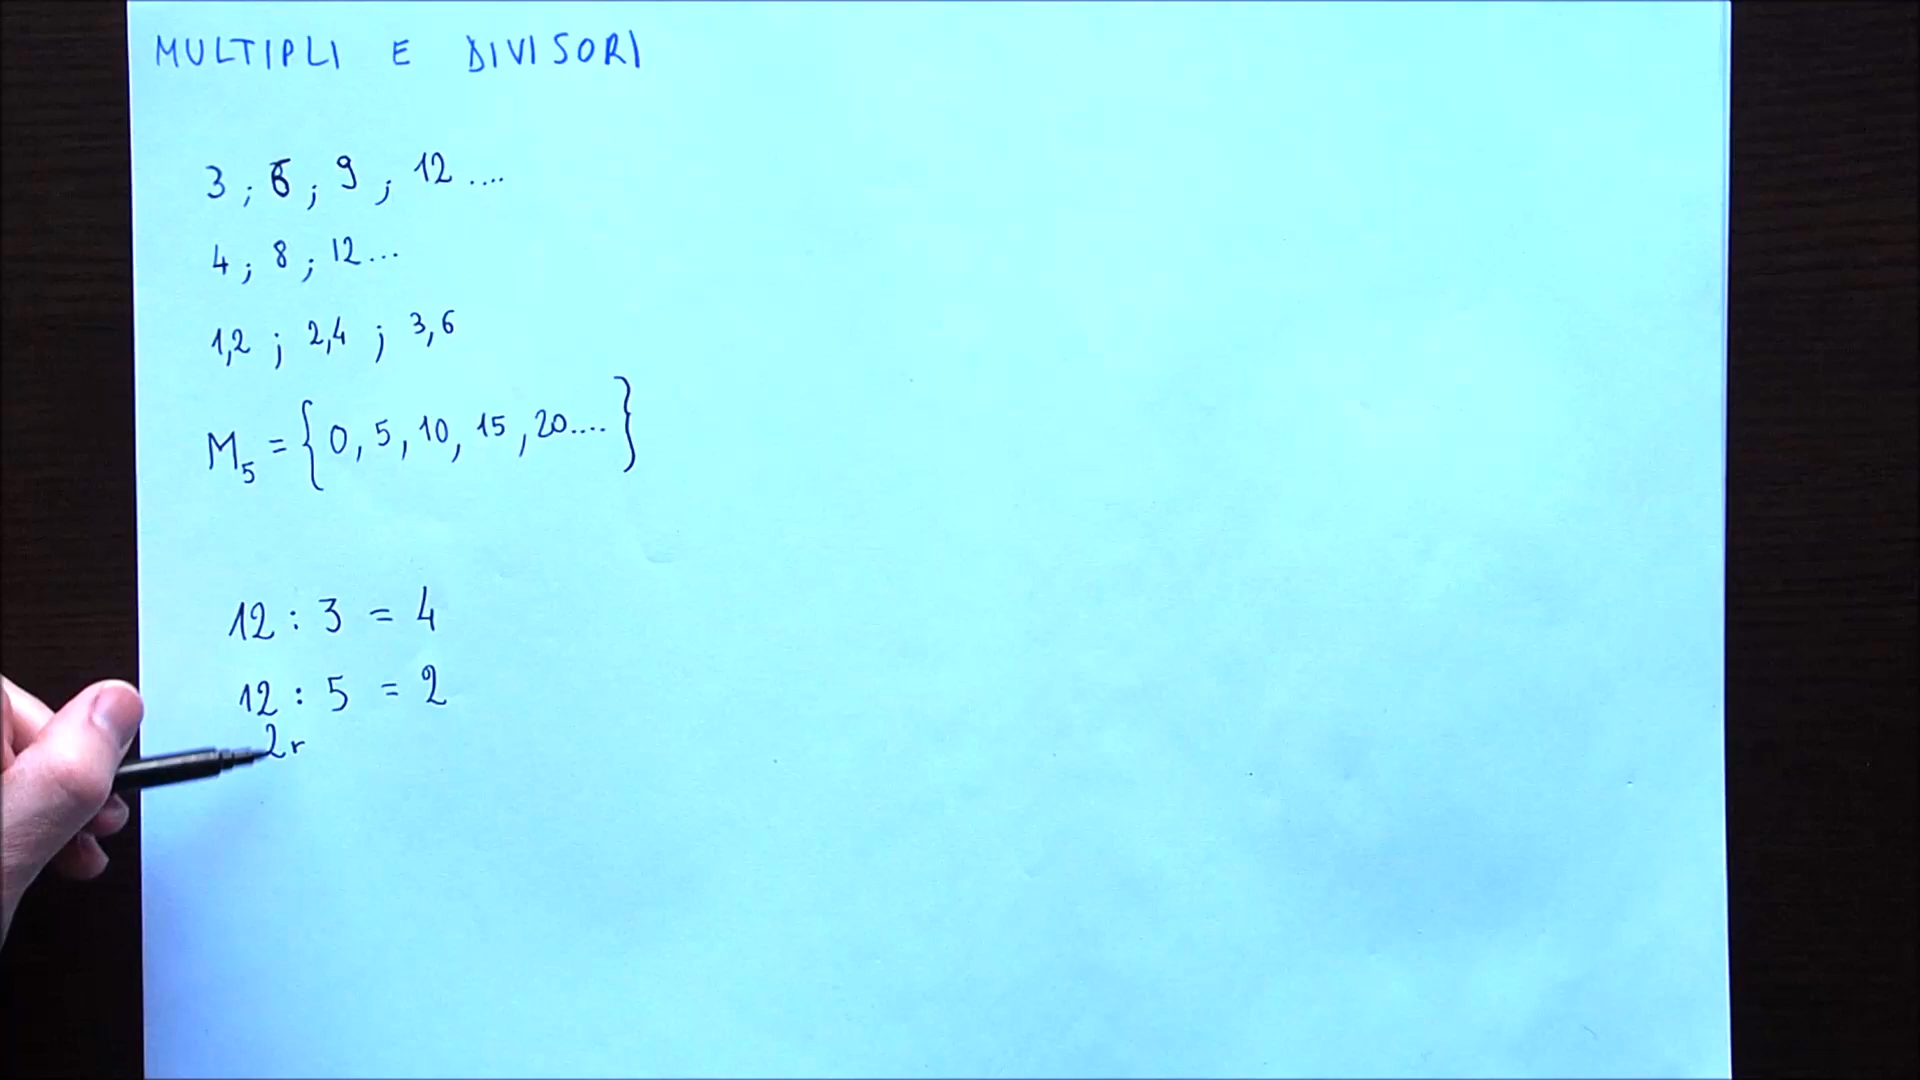 MULTIPLI E DIVISORI
3 ; 6 ; 9 ; 12 ....
4 ; 8 ; 12 ...
1,2 ; 2,4 ; 3,6
M5 = { 0, 5, 10, 15, 20.... }
12 : 3 = 4
12 : 5 = 2
2r